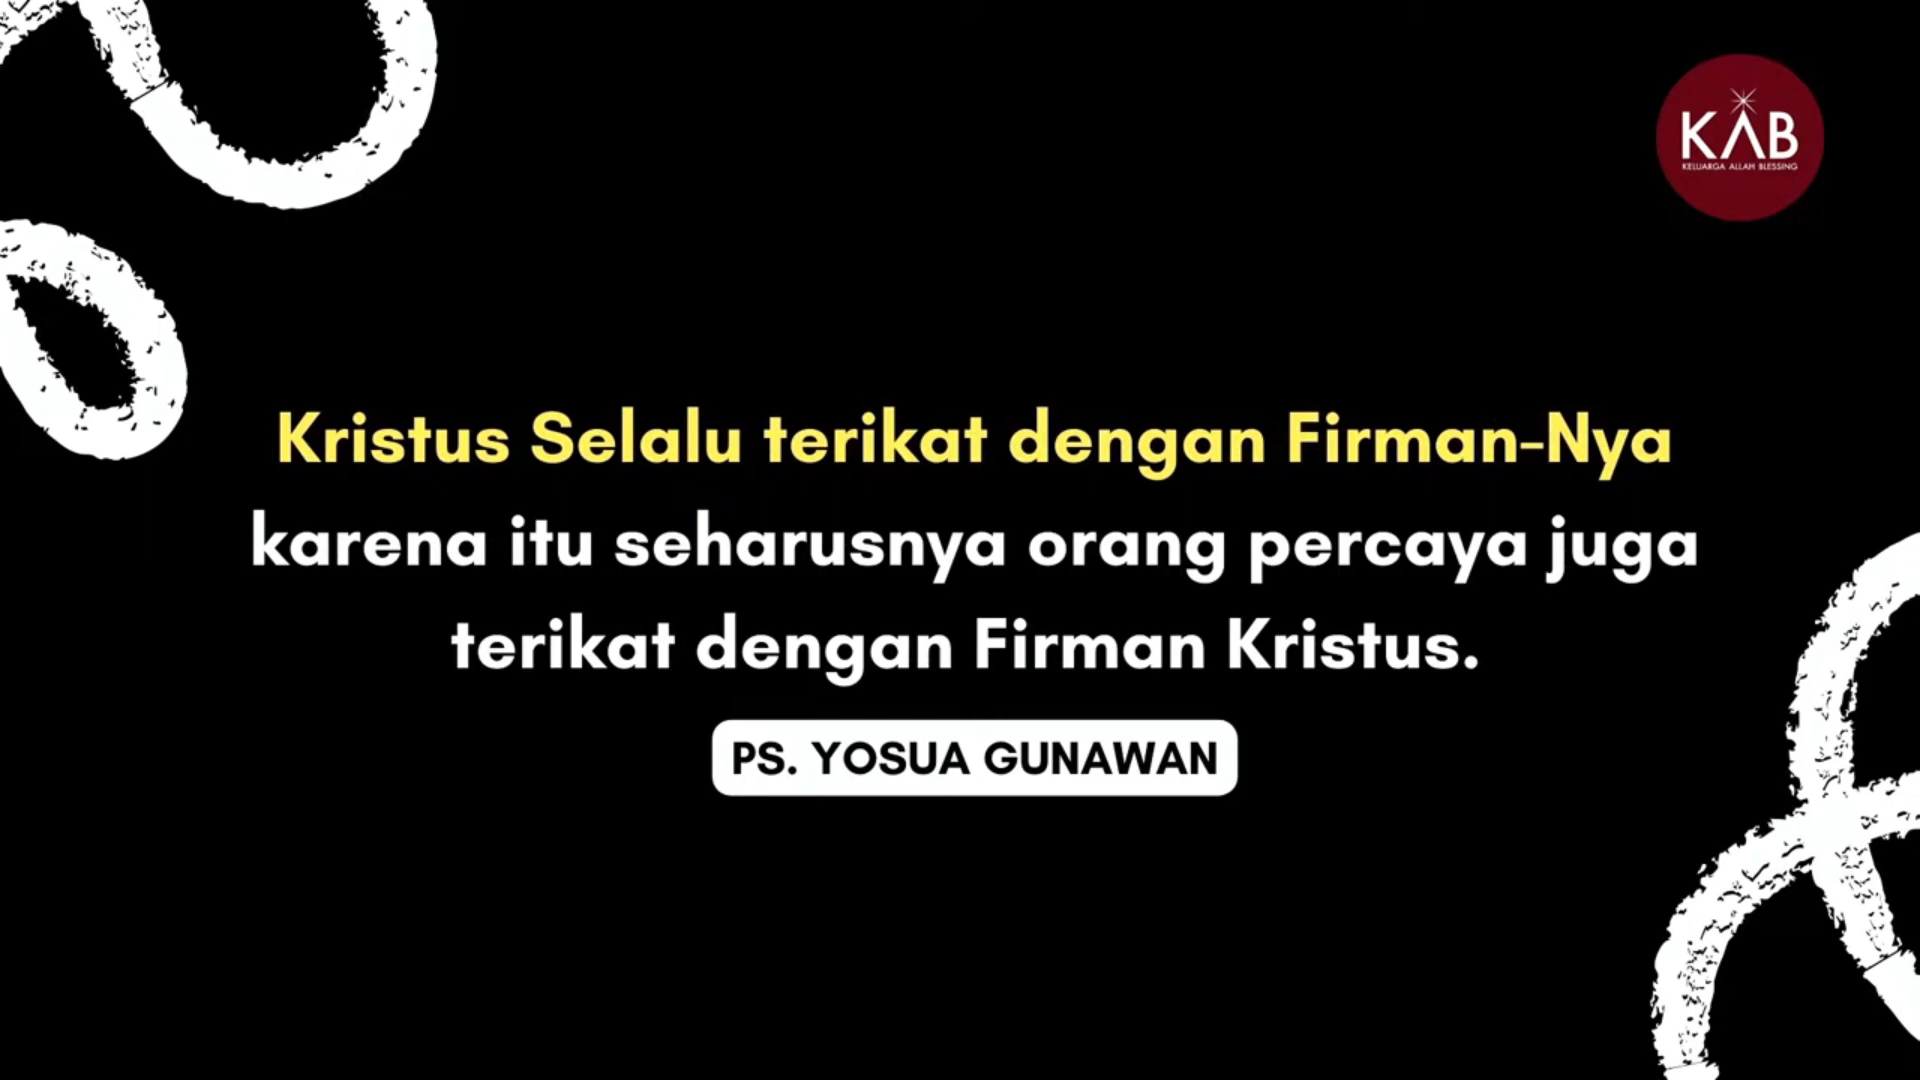 KAB
KELUARGA ALLAH BLESSING
Kristus Selalu terikat dengan Firman-Nya
karena itu seharusnya orang percaya juga
terikat dengan Firman Kristus.
PS. YOSUA GUNAWAN